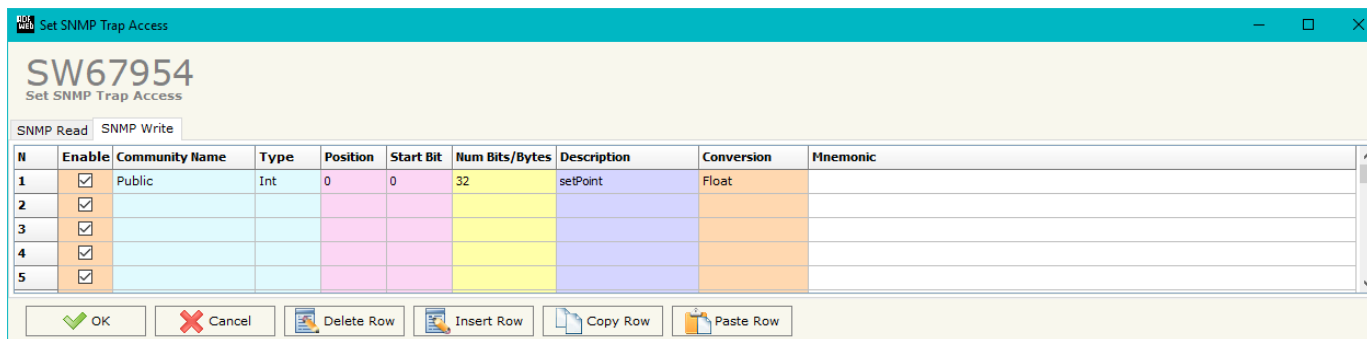 ADF WEB Set SNMP Trap Access
SW67954
Set SNMP Trap Access
SNMP Read SNMP Write
N Enable Community Name Type Position Start Bit Num Bits/Bytes Description Conversion Mnemonic
1 Public Int 0 0 32 setPoint Float
2
3
4
5
OK Cancel Delete Row Insert Row Copy Row Paste Row